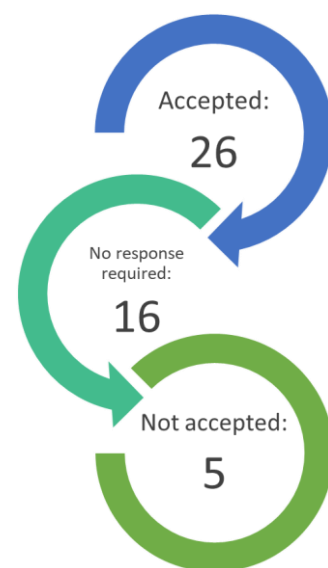 Accepted:
26
No response
required:
16
Not accepted:
5